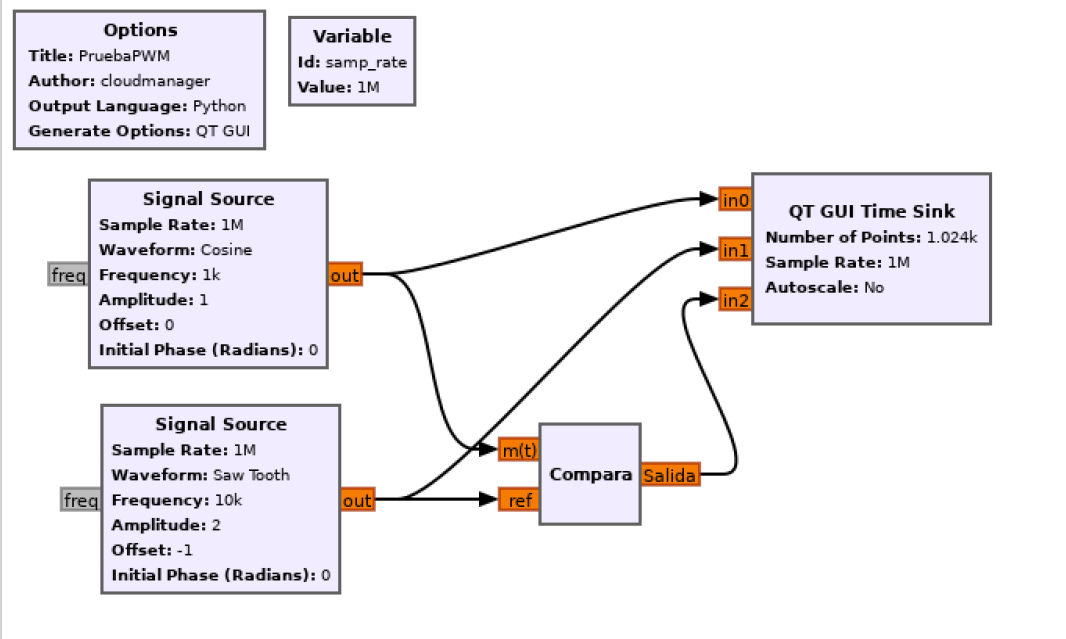 Options
Title: PruebaPWM
Author: cloudmanager
Output Language: Python
Generate Options: QT GUI
Variable
Id: samp_rate
Value: 1M
Signal Source
Sample Rate: 1M
Waveform: Cosine
Frequency: 1k
Amplitude: 1
Offset: 0
Initial Phase (Radians): 0
freq
out
in0
in1
in2
QT GUI Time Sink
Number of Points: 1.024k
Sample Rate: 1M
Autoscale: No
Signal Source
Sample Rate: 1M
Waveform: Saw Tooth
Frequency: 10k
Amplitude: 2
Offset: -1
Initial Phase (Radians): 0
freq
out
m(t)
ref
Compara
Salida